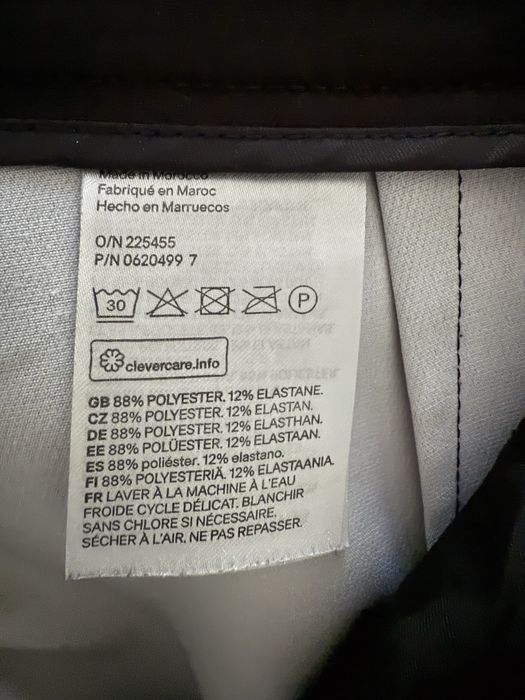 Made in Morocco
Fabriqué en Maroc
Hecho en Marruecos
O/N 225455
P/N 0620499 7
30 P
clevercare.info
GB 88% POLYESTER. 12% ELASTANE.
CZ 88% POLYESTER. 12% ELASTAN.
DE 88% POLYESTER. 12% ELASTHAN.
EE 88% POLÜESTER. 12% ELASTAAN.
ES 88% poliéster. 12% elastano.
FI 88% POLYESTERIÄ. 12% ELASTAANIA.
FR LAVER À LA MACHINE À L'EAU
FROIDE CYCLE DÉLICAT. BLANCHIR
SANS CHLORE SI NÉCESSAIRE.
SÉCHER À L'AIR. NE PAS REPASSER.